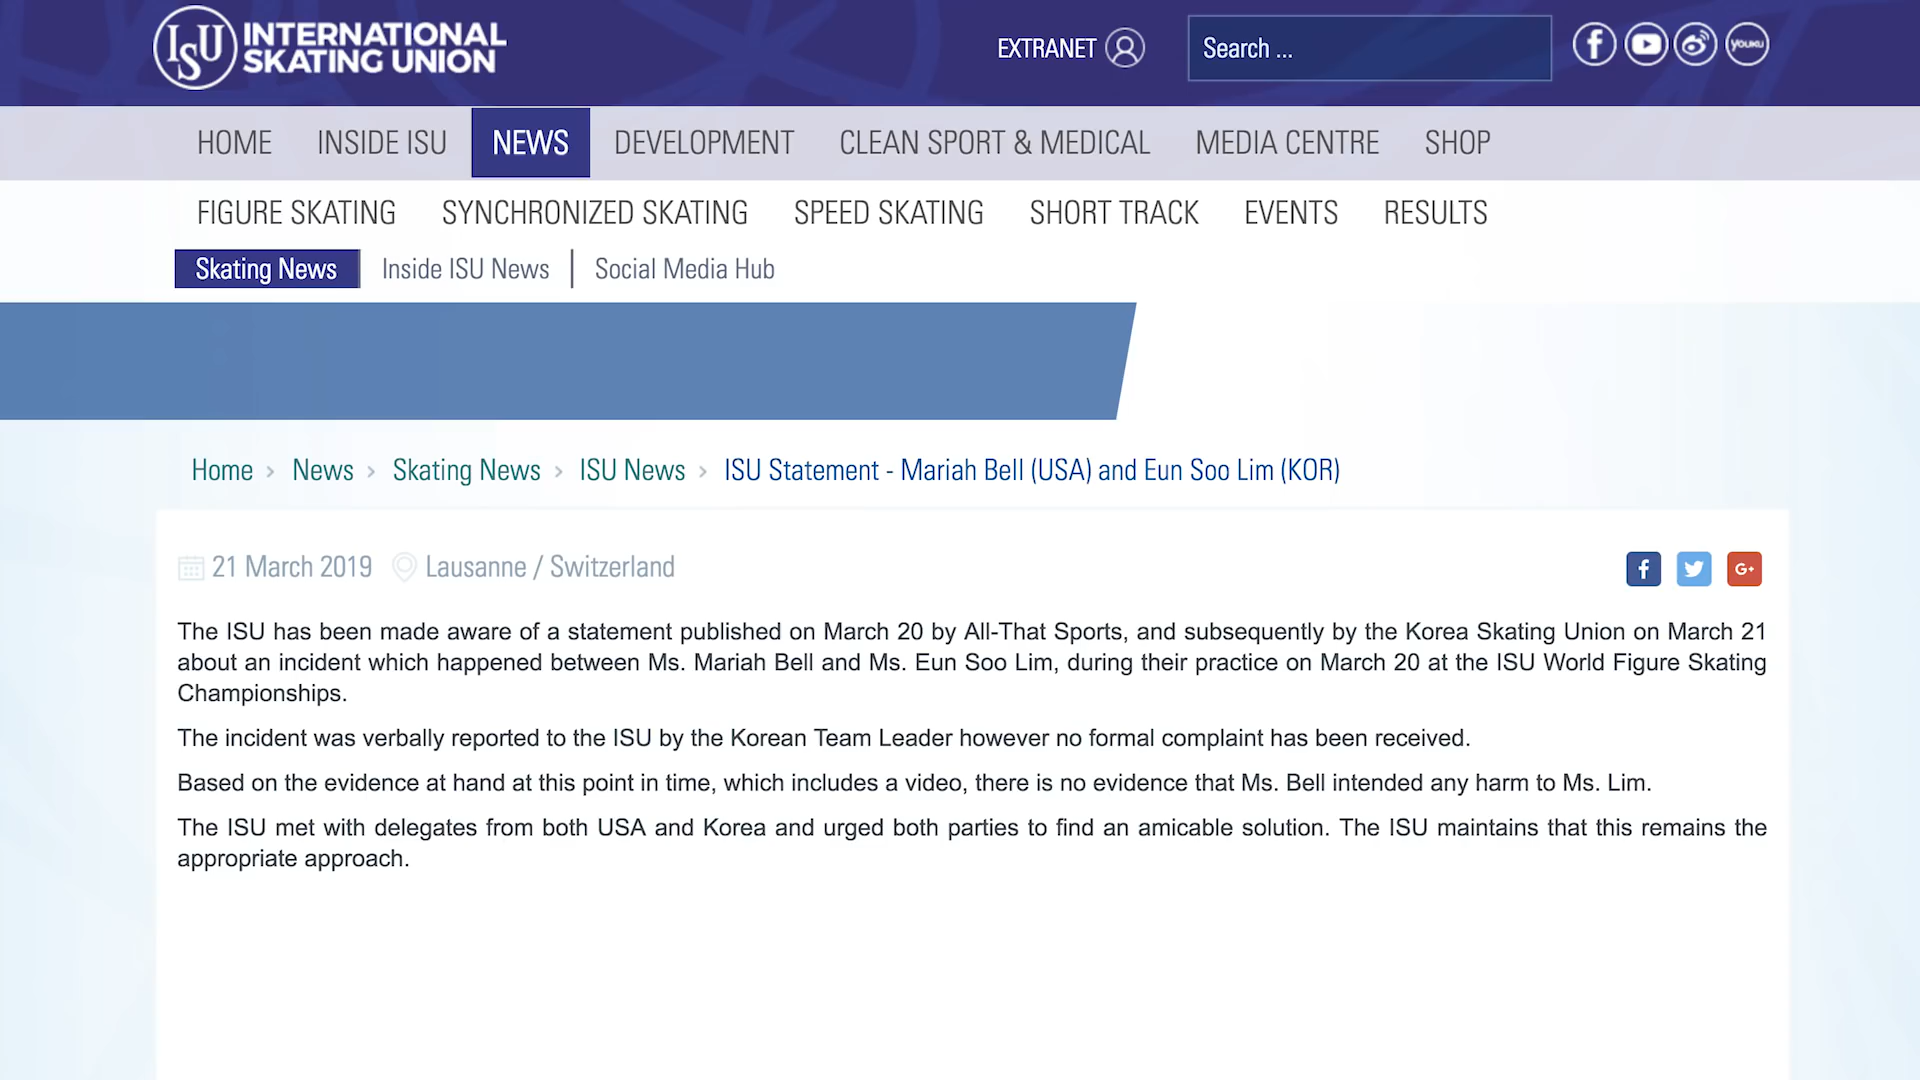 ISU INTERNATIONAL
SKATING UNION
EXTRANET
Search ...
YOUKU
HOME INSIDE ISU NEWS DEVELOPMENT CLEAN SPORT & MEDICAL MEDIA CENTRE SHOP
FIGURE SKATING SYNCHRONIZED SKATING SPEED SKATING SHORT TRACK EVENTS RESULTS
Skating News Inside ISU News Social Media Hub
Home > News > Skating News > ISU News > ISU Statement - Mariah Bell (USA) and Eun Soo Lim (KOR)
21 March 2019 Lausanne / Switzerland
The ISU has been made aware of a statement published on March 20 by All-That Sports, and subsequently by the Korea Skating Union on March 21
about an incident which happened between Ms. Mariah Bell and Ms. Eun Soo Lim, during their practice on March 20 at the ISU World Figure Skating
Championships.
The incident was verbally reported to the ISU by the Korean Team Leader however no formal complaint has been received.
Based on the evidence at hand at this point in time, which includes a video, there is no evidence that Ms. Bell intended any harm to Ms. Lim.
The ISU met with delegates from both USA and Korea and urged both parties to find an amicable solution. The ISU maintains that this remains the
appropriate approach.